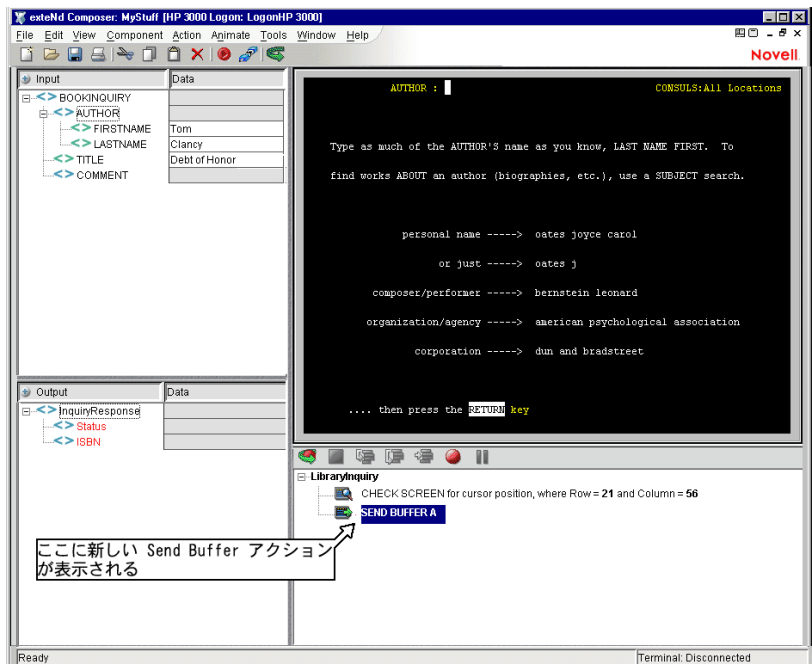 exteNd Composer: MyStuff [HP 3000 Logon: LogonHP 3000]
File Edit View Component Action Animate Tools Window Help
Novell
Input Data
BOOKINQUIRY
AUTHOR
FIRSTNAME Tom
LASTNAME Clancy
TITLE Debt of Honor
COMMENT
AUTHOR : CONSULS:All Locations
Type as much of the AUTHOR'S name as you know, LAST NAME FIRST. To
find works ABOUT an author (biographies, etc.), use a SUBJECT search.
personal name -----> oates joyce carol
or just -----> oates j
composer/performer -----> bernstein leonard
organization/agency -----> american psychological association
corporation -----> dun and bradstreet
.... then press the RETURN key
Output Data
InquiryResponse
Status
ISBN
LibraryInquiry
CHECK SCREEN for cursor position, where Row = 21 and Column = 56
SEND BUFFER A
ここに新しい Send Buffer アクション
が表示される
Ready Terminal: Disconnected